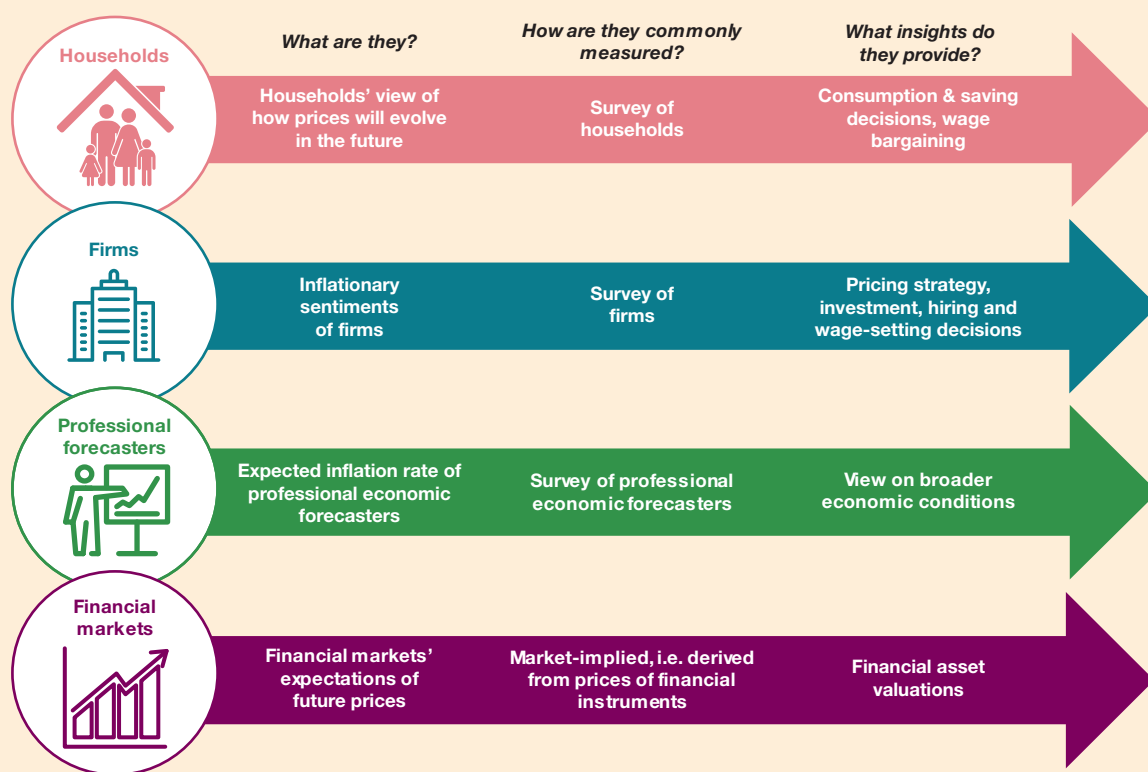 What are they?
How are they commonly
measured?
What insights do
they provide?
Households
Households' view of
how prices will evolve
in the future
Survey of
households
Consumption & saving
decisions, wage
bargaining
Firms
Inflationary
sentiments
of firms
Survey of
firms
Pricing strategy,
investment, hiring and
wage-setting decisions
Professional
forecasters
Expected inflation rate of
professional economic
forecasters
Survey of professional
economic forecasters
View on broader
economic conditions
Financial
markets
Financial markets'
expectations of
future prices
Market-implied, i.e. derived
from prices of financial
instruments
Financial asset
valuations